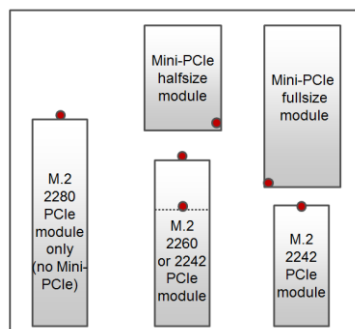 Mini-PCIe
halfsize
module
Mini-PCIe
fullsize
module
M.2
2280
PCIe
module
only
(no Mini-
PCIe)
M.2
2260
or 2242
PCIe
module
M.2
2242
PCIe
module